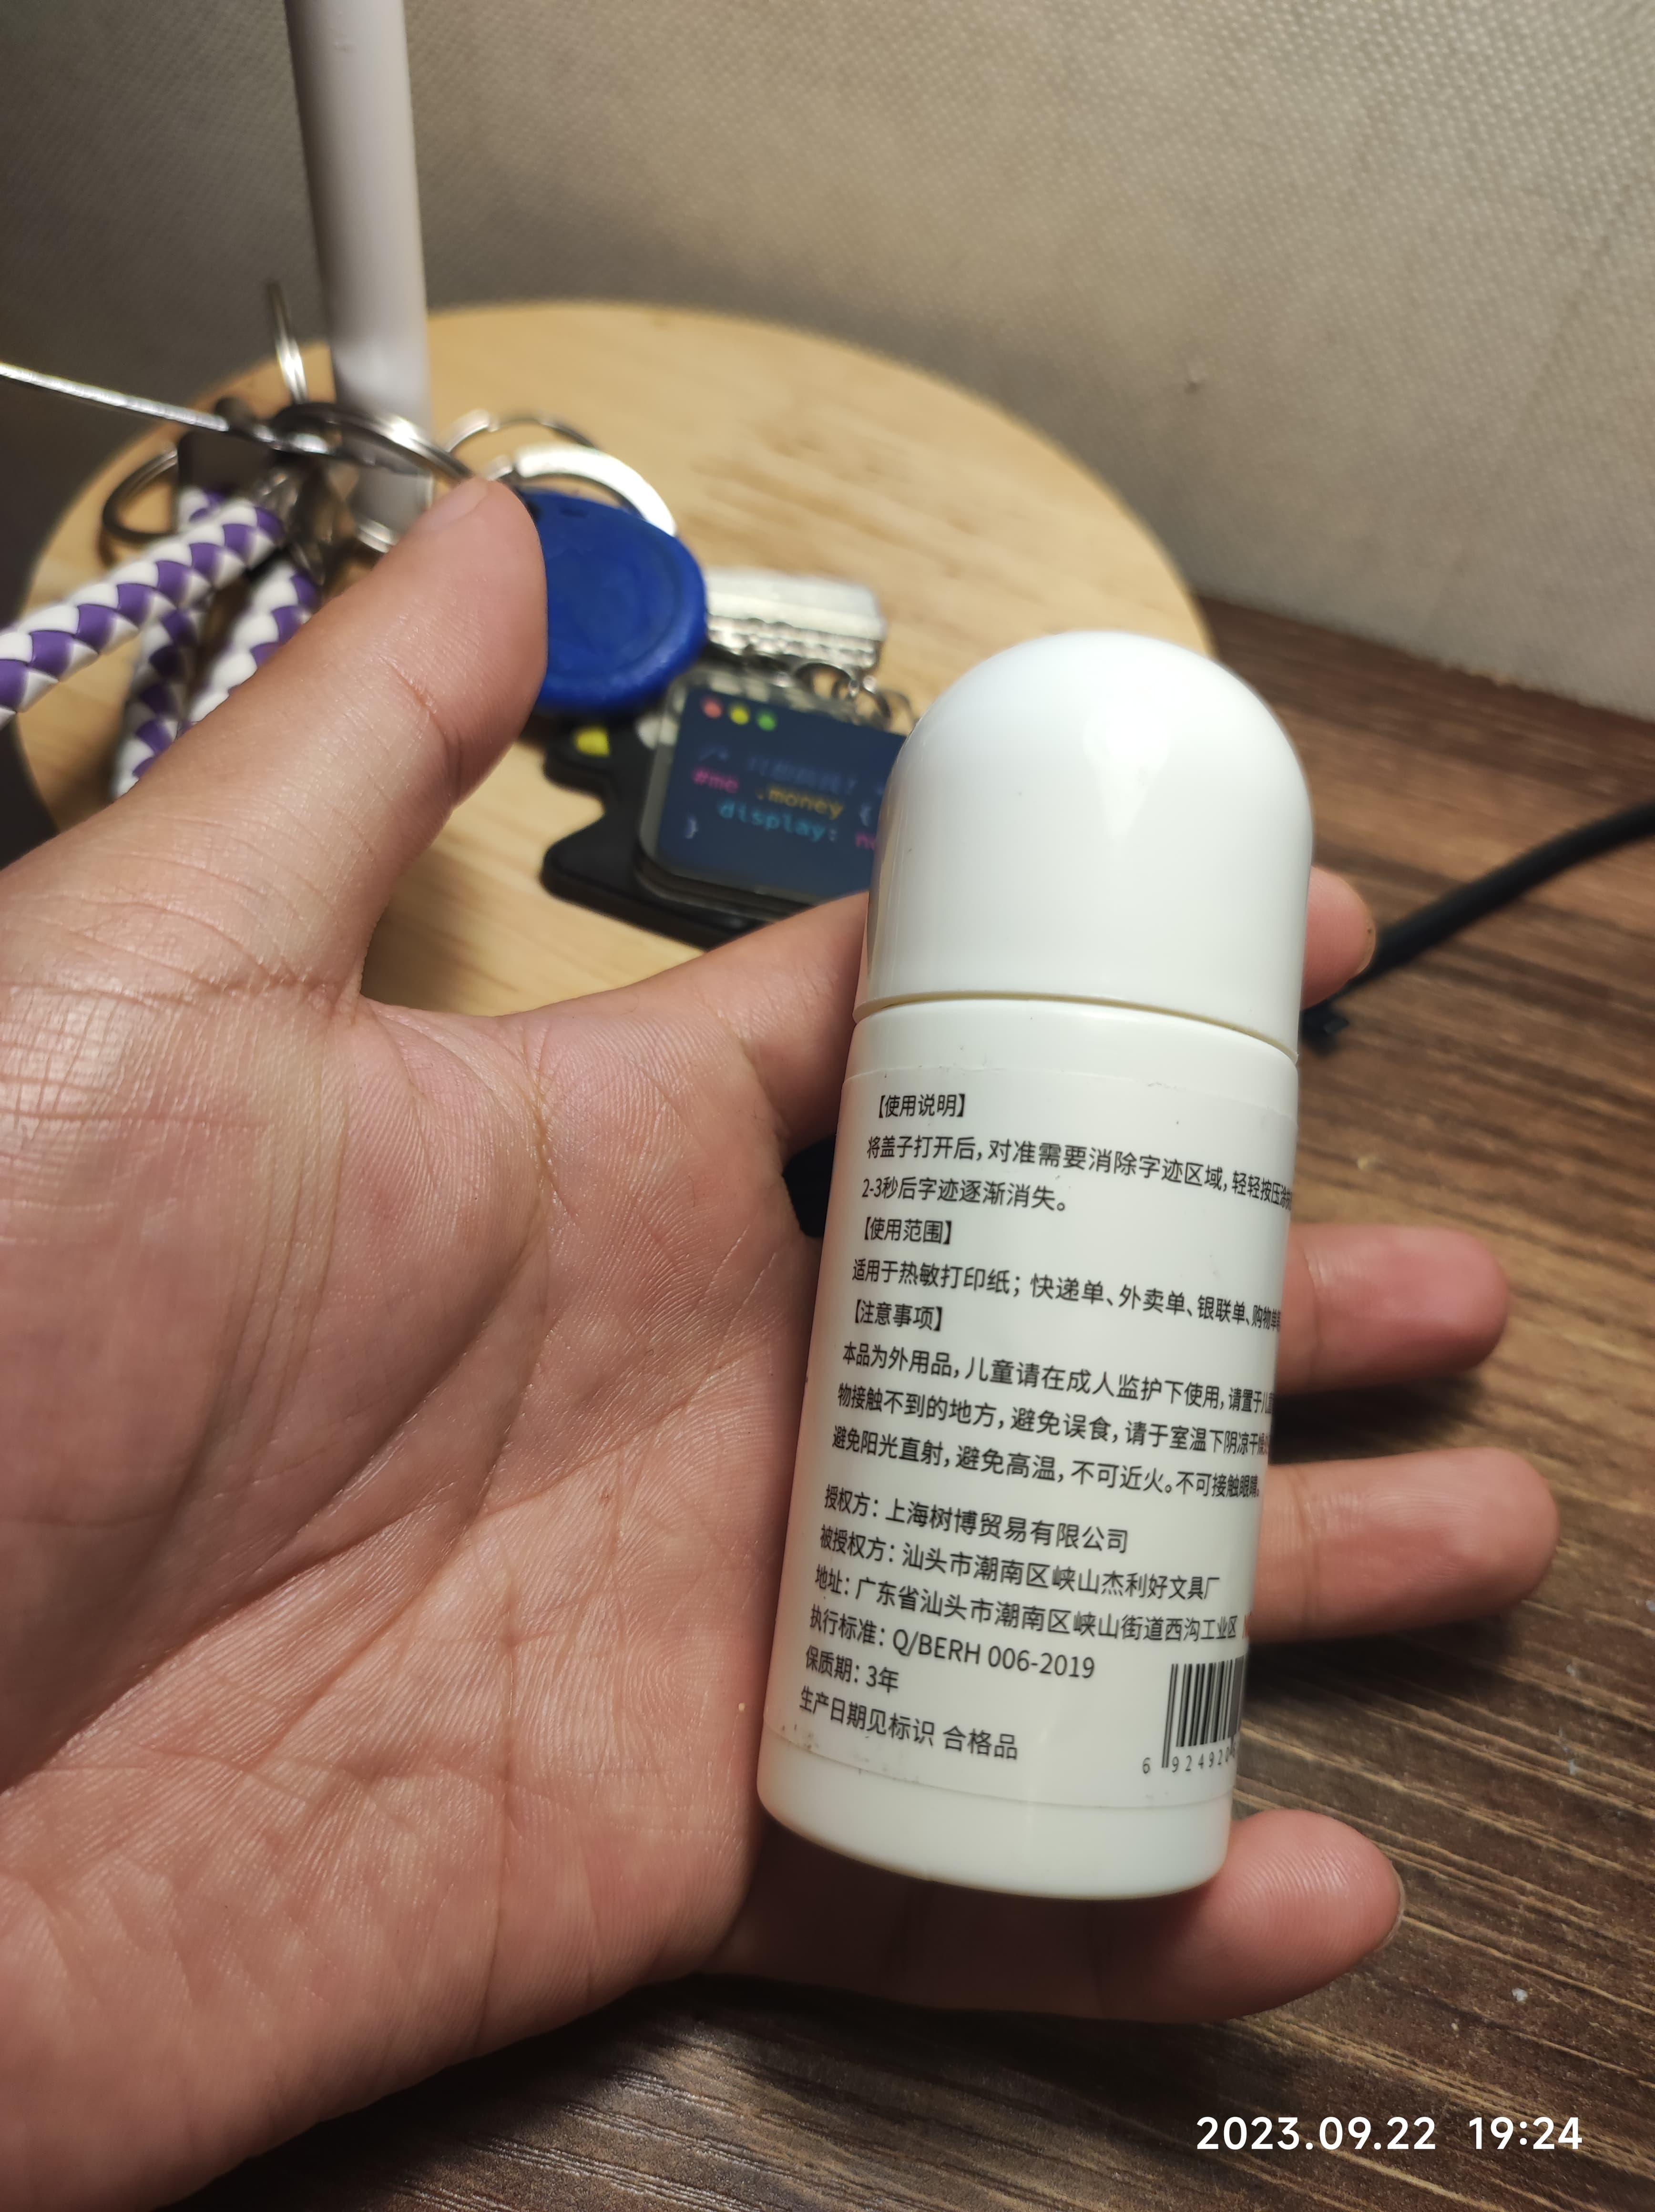 #me .money {
display:
}
【使用说明】
将盖子打开后，对准需要消除字迹区域，轻轻按压
2-3秒后字迹逐渐消失。
【使用范围】
适用于热敏打印纸；快递单、外卖单、银联单、购物单
【注意事项】
本品为外用品，儿童请在成人监护下使用，请置于儿
物接触不到的地方，避免误食，请于室温下阴凉干
避免阳光直射，避免高温，不可近火。不可接触眼睛
授权方：上海树博贸易有限公司
被授权方：汕头市潮南区峡山杰利好文具厂
地址：广东省汕头市潮南区峡山街道西沟工业区
执行标准：Q/BERH 006-2019
保质期：3年
生产日期见标识 合格品
6 924920
2023.09.22 19:24